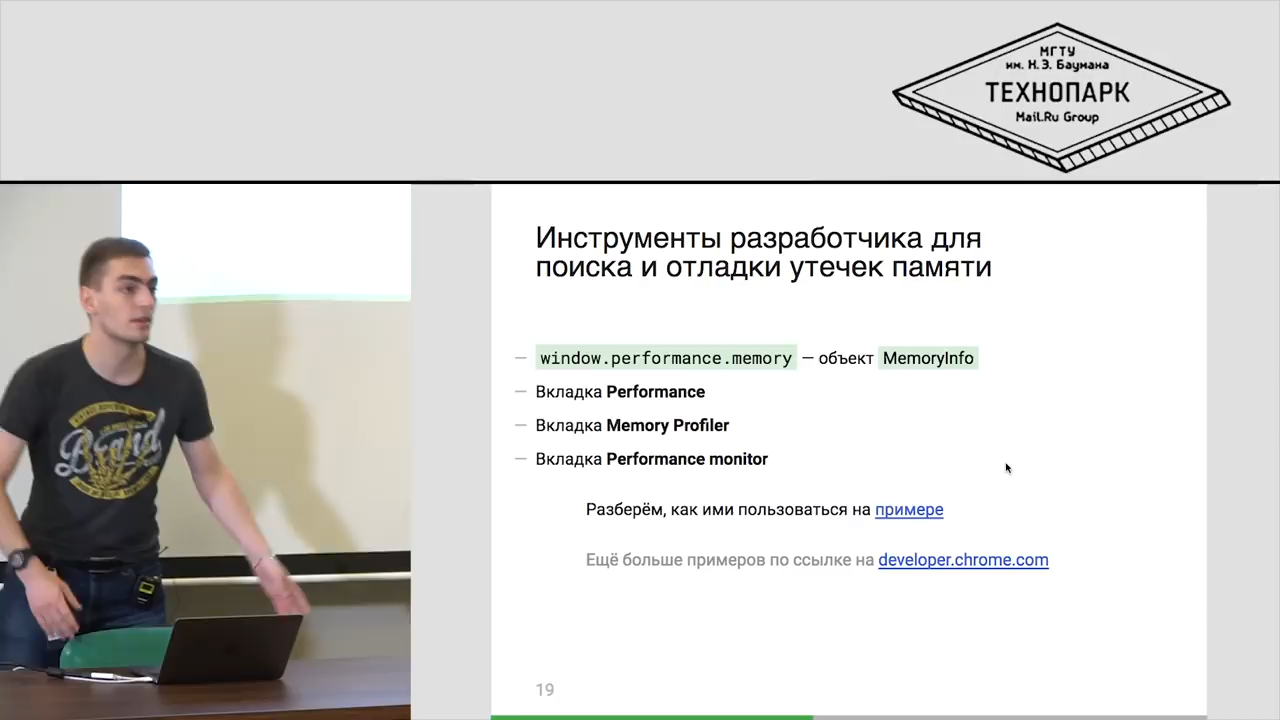 МГТУ
им. Н.Э. Баумана
ТЕХНОПАРК
Mail.Ru Group
Инструменты разработчика для
поиска и отладки утечек памяти
— window.performance.memory — объект MemoryInfo
— Вкладка Performance
— Вкладка Memory Profiler
— Вкладка Performance monitor
Разберём, как ими пользоваться на примере
Ещё больше примеров по ссылке на developer.chrome.com
19
Brand